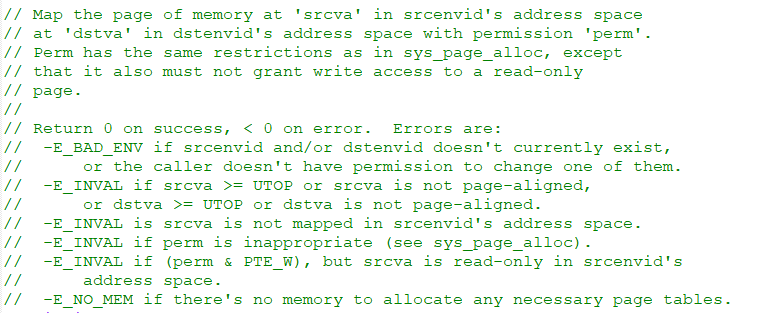 // Map the page of memory at 'srcva' in srcenvid's address space
// at 'dstva' in dstenvid's address space with permission 'perm'.
// Perm has the same restrictions as in sys_page_alloc, except
// that it also must not grant write access to a read-only
// page.
//
// Return 0 on success, < 0 on error.  Errors are:
//  -E_BAD_ENV if srcenvid and/or dstenvid doesn't currently exist,
//      or the caller doesn't have permission to change one of them.
//  -E_INVAL if srcva >= UTOP or srcva is not page-aligned,
//      or dstva >= UTOP or dstva is not page-aligned.
//  -E_INVAL is srcva is not mapped in srcenvid's address space.
//  -E_INVAL if perm is inappropriate (see sys_page_alloc).
//  -E_INVAL if (perm & PTE_W), but srcva is read-only in srcenvid's
//      address space.
//  -E_NO_MEM if there's no memory to allocate any necessary page tables.